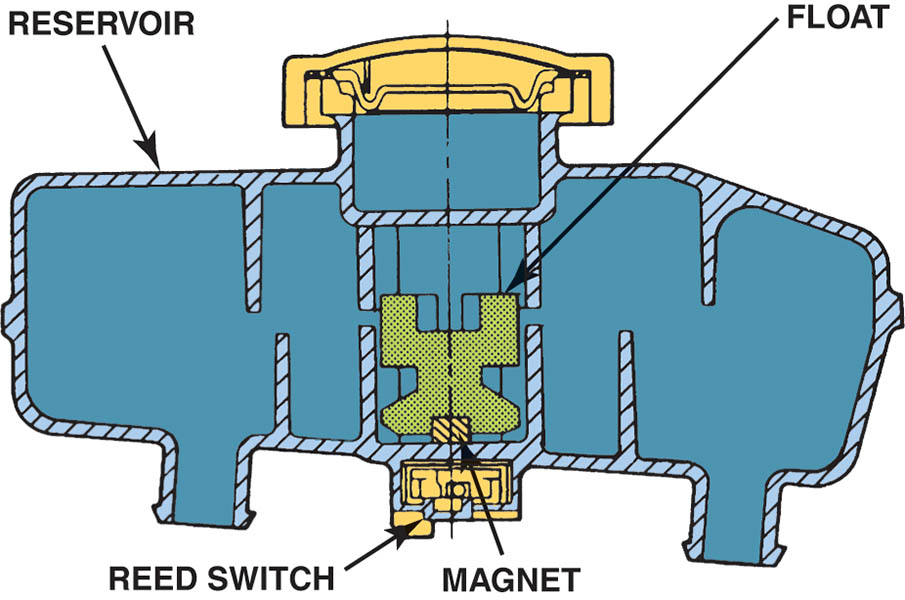 RESERVOIR
FLOAT
REED SWITCH
MAGNET